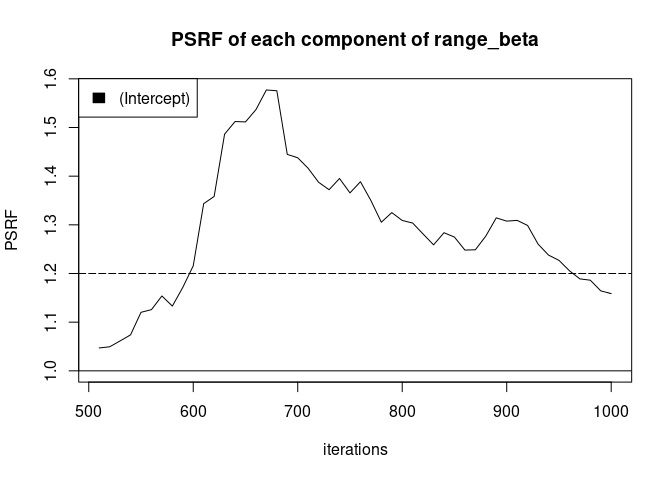 PSRF of each component of range_beta
(Intercept)
PSRF
1.6
1.5
1.4
1.3
1.2
1.1
1.0
500 600 700 800 900 1000
iterations